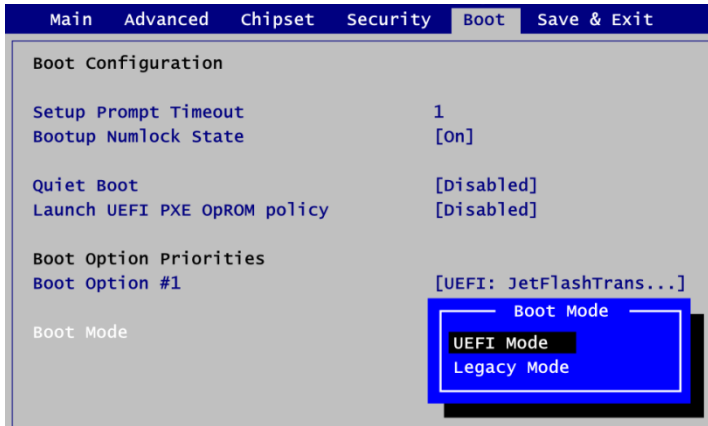 Main Advanced Chipset Security Boot Save & Exit
Boot Configuration
Setup Prompt Timeout 1
Bootup Numlock State [On]
Quiet Boot [Disabled]
Launch UEFI PXE OpROM policy [Disabled]
Boot Option Priorities
Boot Option #1 [UEFI: JetFlashTrans...]
Boot Mode
Boot Mode
UEFI Mode
Legacy Mode